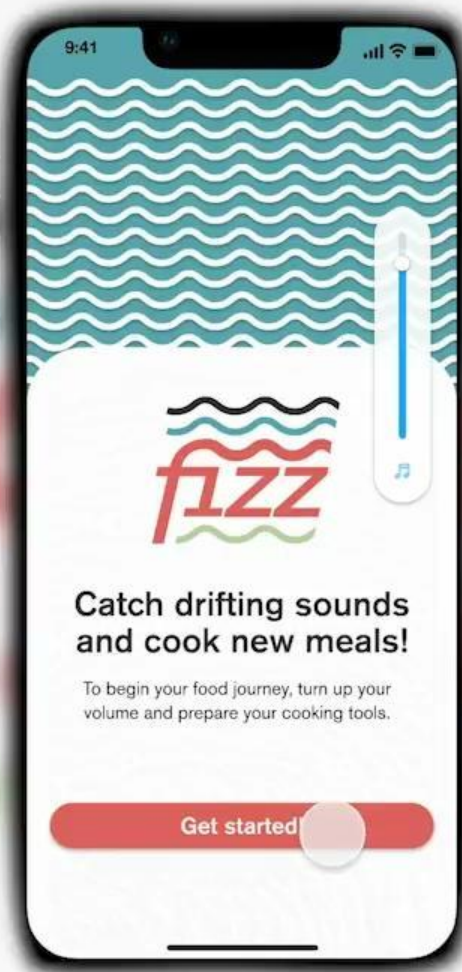 9:41
fizz
Catch drifting sounds
and cook new meals!
To begin your food journey, turn up your
volume and prepare your cooking tools.
Get started!